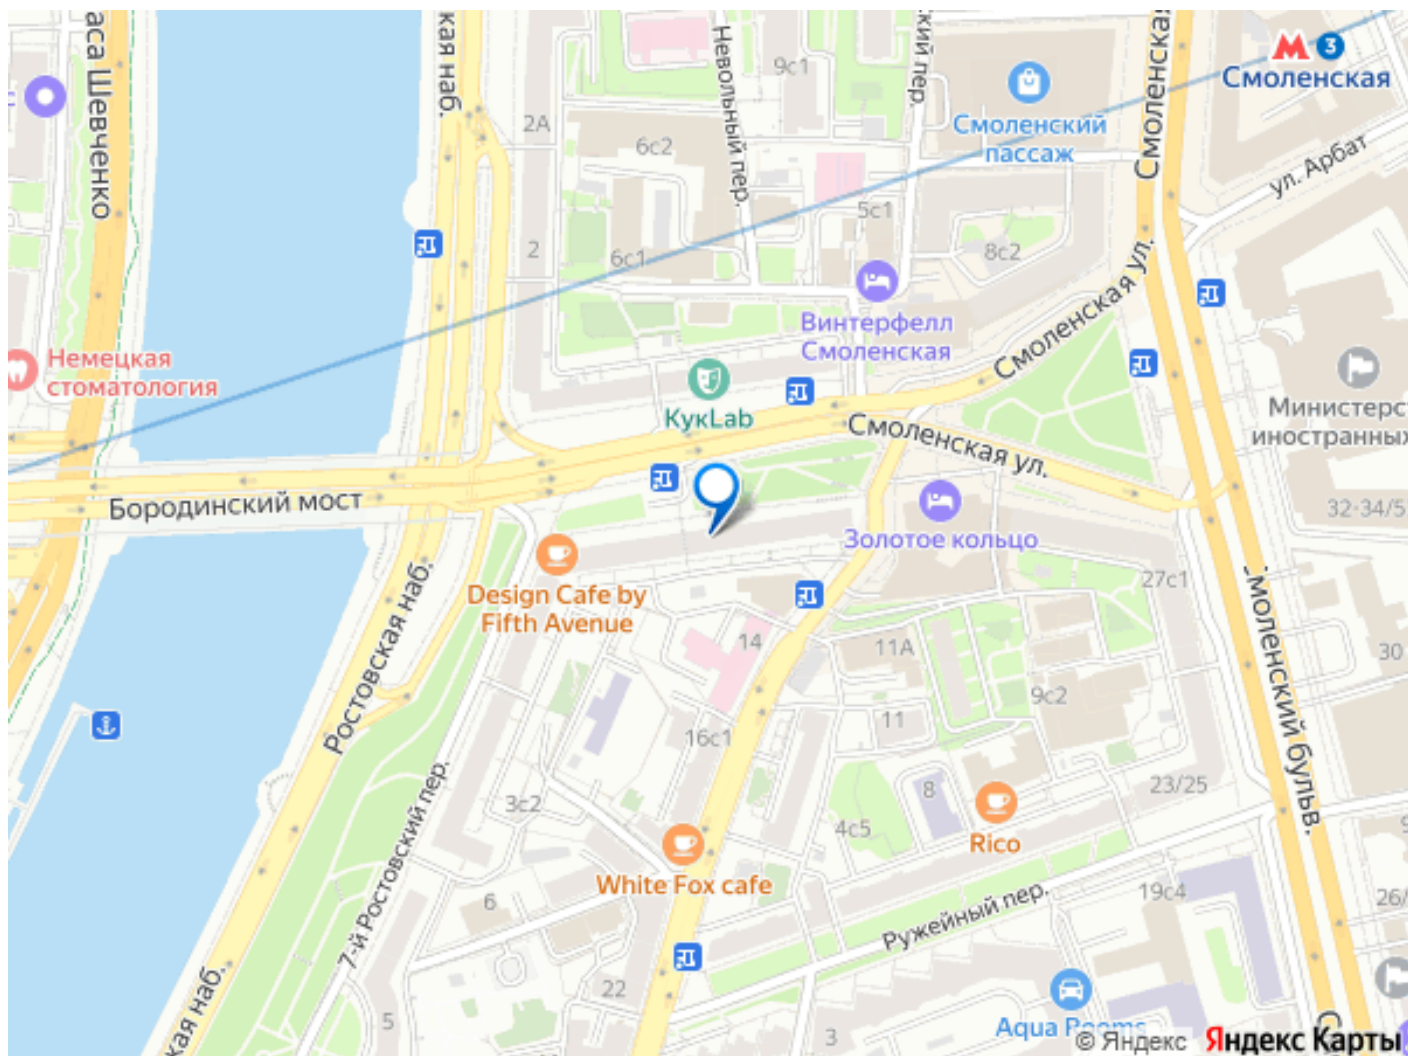 аса Шевченко
кая наб.
Невольный пер.
9с1
кий пер.
Смоленская
3
Смоленская
Смоленский
пассаж
2А
6с2
ул. Арбат
5с1
2
6с1
8с2
Смоленская ул.
Винтерфелл
Смоленская
Немецкая
стоматология
КукLab
Министерс
иностранных
Смоленская ул.
Бородинский мост
32-34/5
Золотое кольцо
Design Cafe by
Fifth Avenue
27с1
14
11А
30
Ростовская наб.
9с2
11
16с1
моленский бульв.
23/25
8
3с2
4с5
Rico
White Fox cafe
7-й Ростовский пер.
6
19с4
26/
Ружейный пер.
22
5
3
кая наб.
Aqua Rooms
© Яндекс
Яндекс Карты